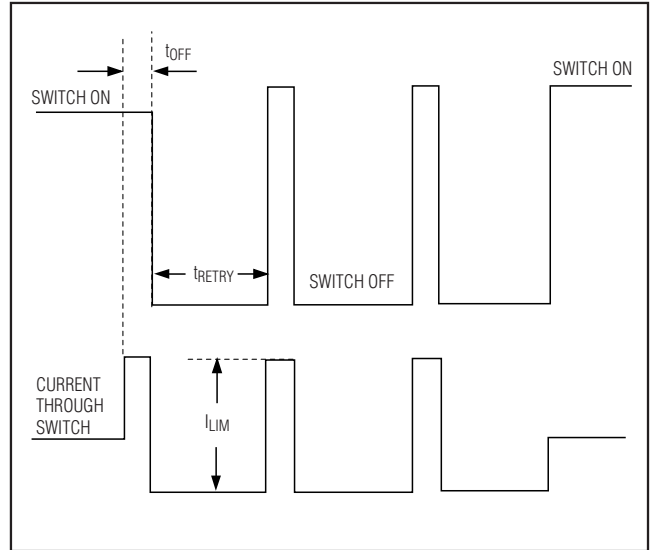 tOFF
SWITCH ON
SWITCH ON
tRETRY
SWITCH OFF
CURRENT
THROUGH
SWITCH
ILIM